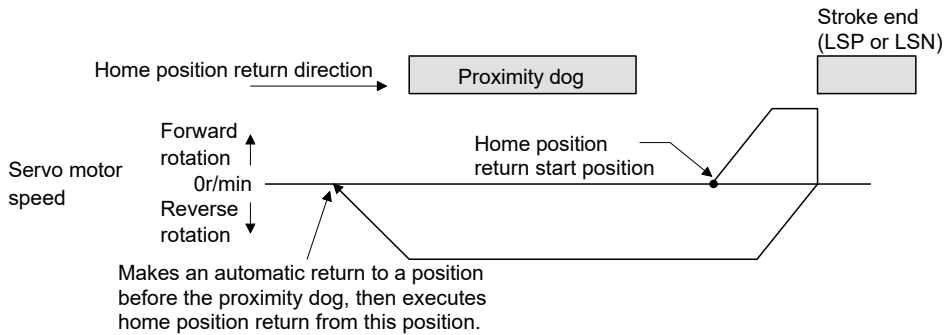 Stroke end
(LSP or LSN)
Home position return direction
Proximity dog
Forward
rotation
Home position
return start position
Servo motor
speed
0r/min
Reverse
rotation
Makes an automatic return to a position
before the proximity dog, then executes
home position return from this position.